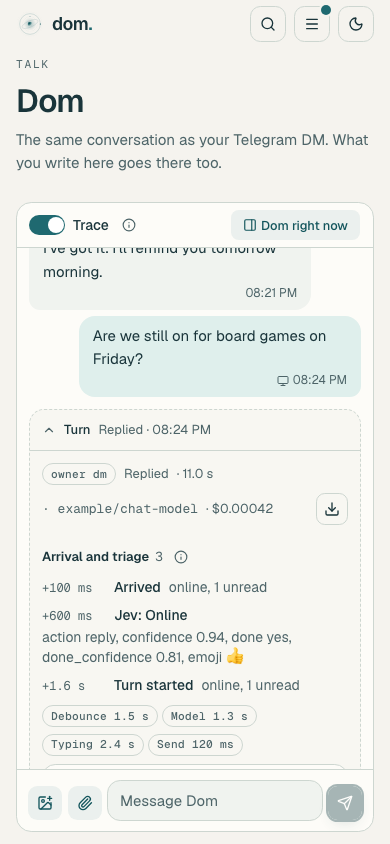 dom.
TALK
Dom
The same conversation as your Telegram DM. What
you write here goes there too.
Trace
Dom right now
I've got it. I'll remind you tomorrow
morning.
08:21 PM
Are we still on for board games on
Friday?
08:24 PM
Turn Replied · 08:24 PM
owner dm Replied · 11.0 s
· example/chat-model · $0.00042
Arrival and triage 3
+100 ms Arrived online, 1 unread
+600 ms Jev: Online
action reply, confidence 0.94, done yes,
done_confidence 0.81, emoji 👍
+1.6 s Turn started online, 1 unread
Debounce 1.5 s Model 1.3 s
Typing 2.4 s Send 120 ms
Message Dom